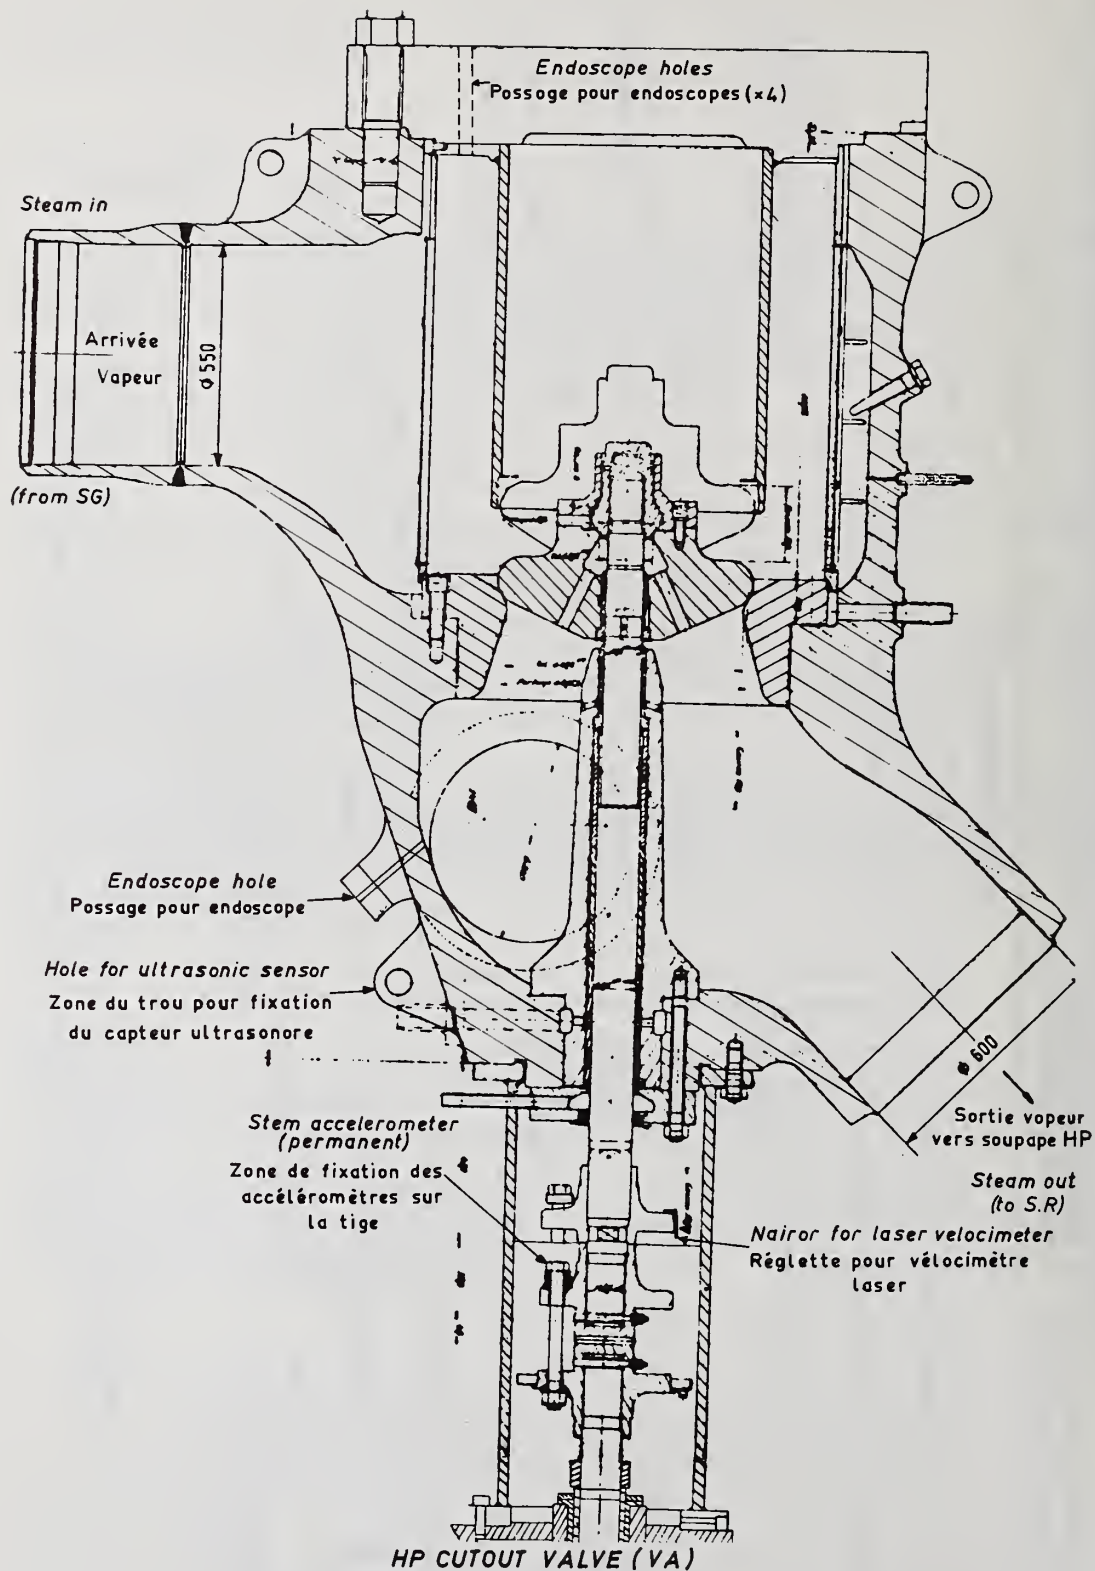 Endoscope holes
Possoge pour endoscopes (×4)
Steam in
Arrivée
Vapeur
ϕ 550
(from SG)
Endoscope hole
Possage pour endoscope
Hole for ultrasonic sensor
Zone du trou pour fixation
du capteur ultrasonore
ϕ 600
Sortie vapeur
vers soupape HP
Steam out
(to S.R)
Stem accelerometer
(permanent)
Zone de fixation des
accéléromètres sur
la tige
Nairor for laser velocimeter
Réglette pour vélocimètre
laser
HP CUTOUT VALVE (VA)